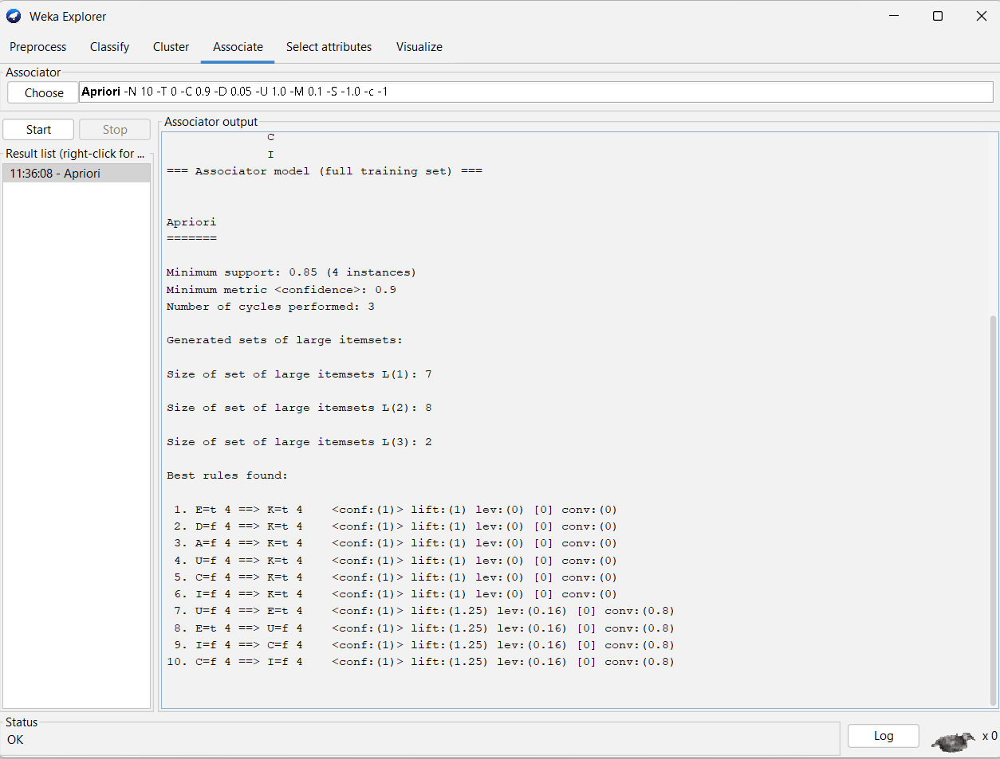 Weka Explorer
Preprocess Classify Cluster Associate Select attributes Visualize
Associator
Choose Apriori -N 10 -T 0 -C 0.9 -D 0.05 -U 1.0 -M 0.1 -S -1.0 -c -1
Start Stop
Result list (right-click for ...
11:36:08 - Apriori
Associator output
C
I
=== Associator model (full training set) ===
Apriori
=======
Minimum support: 0.85 (4 instances)
Minimum metric <confidence>: 0.9
Number of cycles performed: 3
Generated sets of large itemsets:
Size of set of large itemsets L(1): 7
Size of set of large itemsets L(2): 8
Size of set of large itemsets L(3): 2
Best rules found:
1. E=t 4 ==> K=t 4 <conf:(1)> lift:(1) lev:(0) [0] conv:(0)
2. D=f 4 ==> K=t 4 <conf:(1)> lift:(1) lev:(0) [0] conv:(0)
3. A=f 4 ==> K=t 4 <conf:(1)> lift:(1) lev:(0) [0] conv:(0)
4. U=f 4 ==> K=t 4 <conf:(1)> lift:(1) lev:(0) [0] conv:(0)
5. C=f 4 ==> K=t 4 <conf:(1)> lift:(1) lev:(0) [0] conv:(0)
6. I=f 4 ==> K=t 4 <conf:(1)> lift:(1) lev:(0) [0] conv:(0)
7. U=f 4 ==> E=t 4 <conf:(1)> lift:(1.25) lev:(0.16) [0] conv:(0.8)
8. E=t 4 ==> U=f 4 <conf:(1)> lift:(1.25) lev:(0.16) [0] conv:(0.8)
9. I=f 4 ==> C=f 4 <conf:(1)> lift:(1.25) lev:(0.16) [0] conv:(0.8)
10. C=f 4 ==> I=f 4 <conf:(1)> lift:(1.25) lev:(0.16) [0] conv:(0.8)
Status
OK
Log
x 0